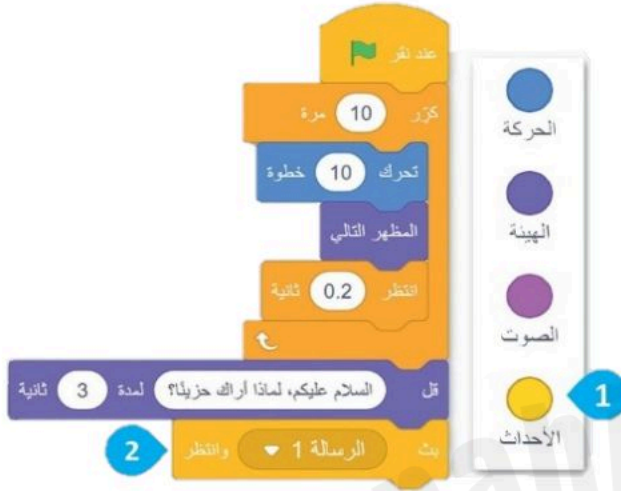 عند نقر
كرّر 10 مرة
تحرك 10 خطوة
المظهر التالي
انتظر 0.2 ثانية
قل السلام عليكم، لماذا أراك حزينًا؟ لمدة 3 ثانية
بث الرسالة 1 وانتظر
2
الحركة
الهيئة
الصوت
الأحداث
1